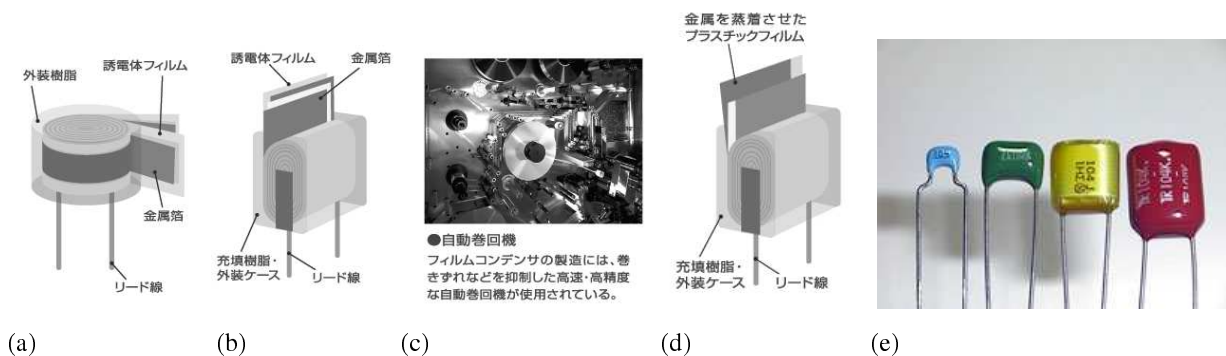 外装樹脂
誘電体フィルム
金属箔
リード線
(a)
誘電体フィルム
金属箔
充填樹脂・
外装ケース
リード線
(b)
●自動巻回機
フィルムコンデンサの製造には、巻
きずれなどを抑制した高速・高精度
な自動巻回機が使用されている。
(c)
金属を蒸着させた
プラスチックフィルム
充填樹脂・
外装ケース
リード線
(d)
104J
TR104K
(e)